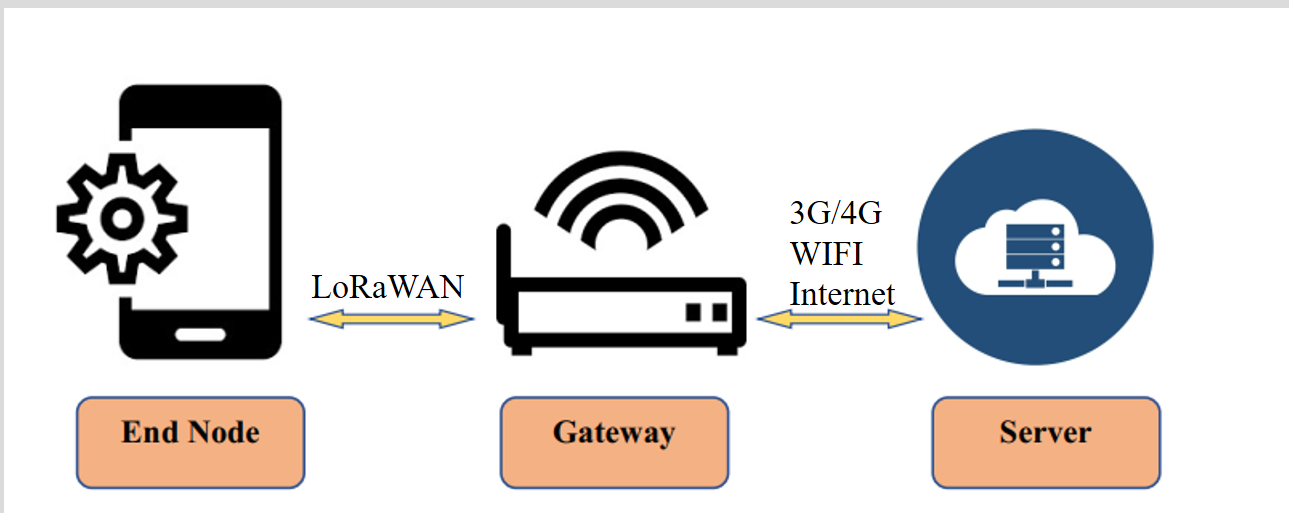 LoRaWAN
3G/4G
WIFI
Internet
End Node
Gateway
Server